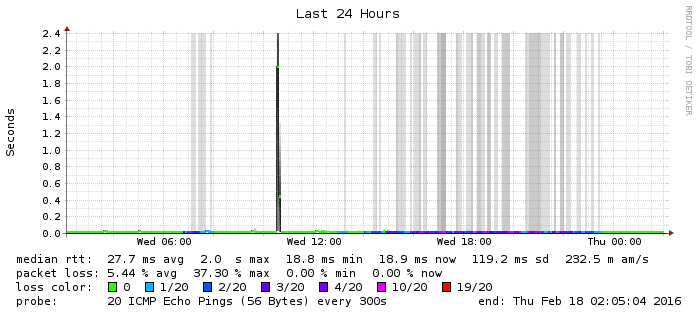 Last 24 Hours
RRDTOOL / TOBI OETIKER
Seconds
2.4
2.2
2.0
1.8
1.6
1.4
1.2
1.0
0.8
0.6
0.4
0.2
0.0
Wed 06:00 Wed 12:00 Wed 18:00 Thu 00:00
median rtt: 27.7 ms avg 2.0 s max 18.8 ms min 18.9 ms now 119.2 ms sd 232.5 m am/s
packet loss: 5.44 % avg 37.30 % max 0.00 % min 0.00 % now
loss color: 0 1/20 2/20 3/20 4/20 10/20 19/20
probe: 20 ICMP Echo Pings (56 Bytes) every 300s end: Thu Feb 18 02:05:04 2016